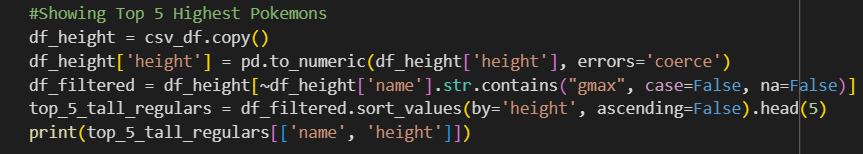 #Showing Top 5 Highest Pokemons
df_height = csv_df.copy()
df_height['height'] = pd.to_numeric(df_height['height'], errors='coerce')
df_filtered = df_height[~df_height['name'].str.contains("gmax", case=False, na=False)]
top_5_tall_regulars = df_filtered.sort_values(by='height', ascending=False).head(5)
print(top_5_tall_regulars[['name', 'height']])